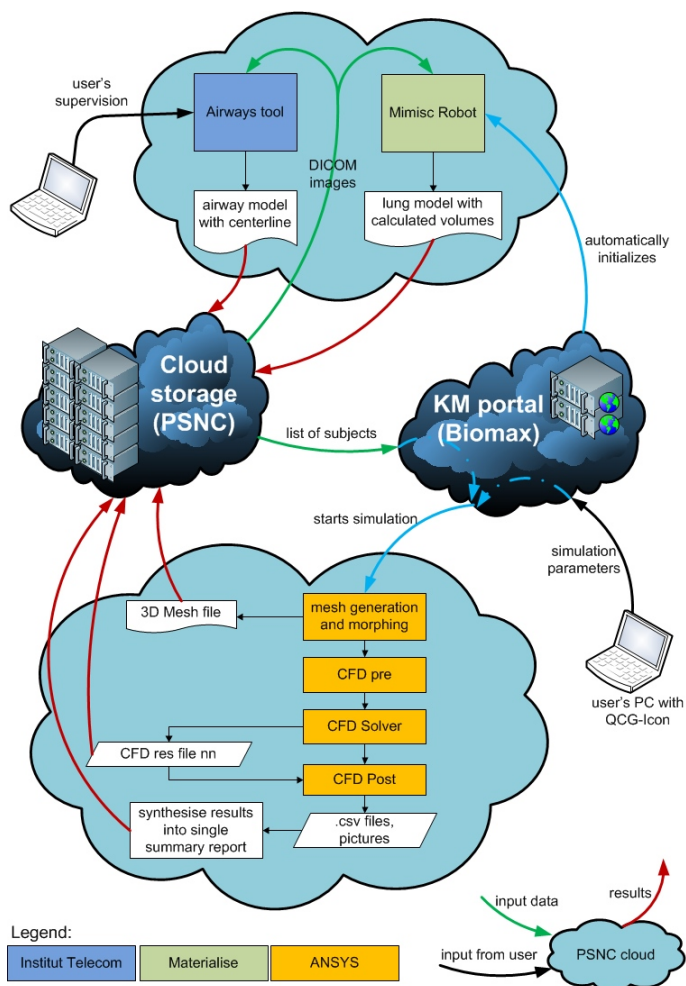 user's
supervision
Airways tool
Mimisc Robot
DICOM
images
airway model
with centerline
lung model with
calculated volumes
automatically
initializes
Cloud
storage
(PSNC)
KM portal
(Biomax)
list of subjects
starts simulation
simulation
parameters
3D Mesh file
mesh generation
and morphing
user's PC with
QCG-Icon
CFD pre
CFD Solver
CFD res file nn
CFD Post
synthesise results
into single
summary report
.csv files,
pictures
input data
results
Legend:
Institut Telecom
Materialise
ANSYS
input from user
PSNC cloud